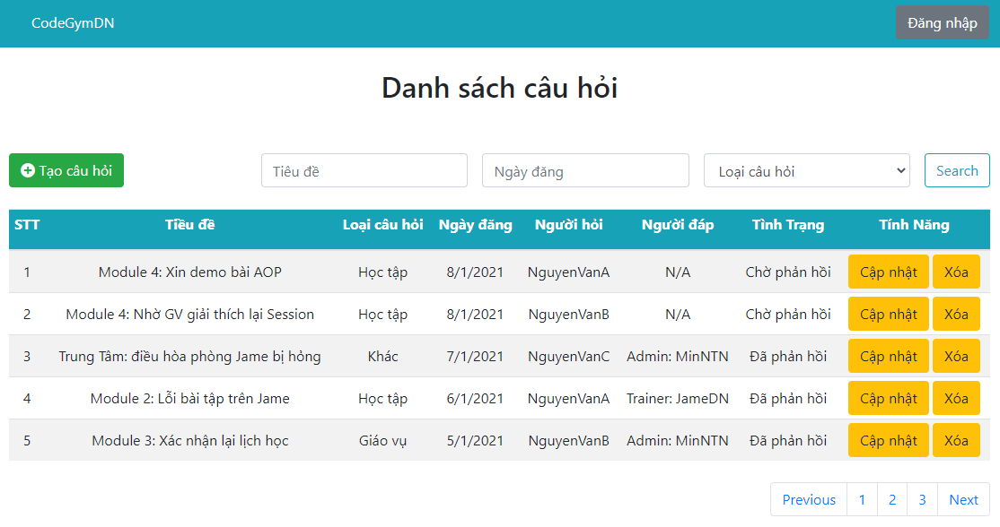 CodeGymDN Đăng nhập
Danh sách câu hỏi
Tạo câu hỏi Tiêu đề Ngày đăng Loại câu hỏi Search
STT Tiều đề Loại câu hỏi Ngày đăng Người hỏi Người đáp Tình Trạng Tính Năng
1 Module 4: Xin demo bài AOP Học tập 8/1/2021 NguyenVanA N/A Chờ phản hồi Cập nhật Xóa
2 Module 4: Nhờ GV giải thích lại Session Học tập 8/1/2021 NguyenVanB N/A Chờ phản hồi Cập nhật Xóa
3 Trung Tâm: điều hòa phòng Jame bị hỏng Khác 7/1/2021 NguyenVanC Admin: MinNTN Đã phản hồi Cập nhật Xóa
4 Module 2: Lỗi bài tập trên Jame Học tập 6/1/2021 NguyenVanA Trainer: JameDN Đã phản hồi Cập nhật Xóa
5 Module 3: Xác nhận lại lịch học Giáo vụ 5/1/2021 NguyenVanB Admin: MinNTN Đã phản hồi Cập nhật Xóa
Previous 1 2 3 Next